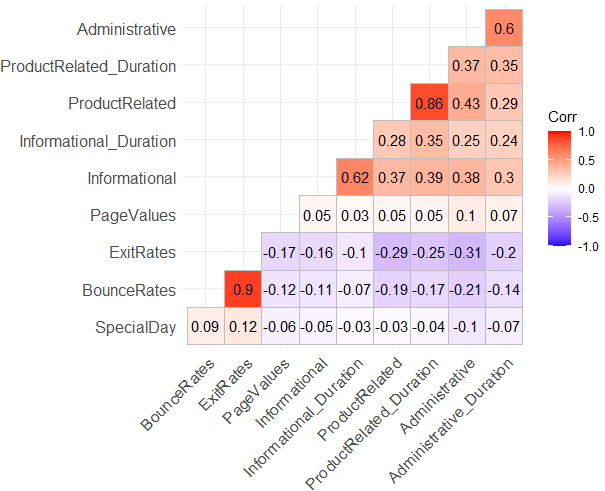 Administrative 0.6
ProductRelated_Duration 0.37 0.35
ProductRelated 0.86 0.43 0.29
Informational_Duration 0.28 0.35 0.25 0.24
Informational 0.62 0.37 0.39 0.38 0.3
PageValues 0.05 0.03 0.05 0.05 0.1 0.07
ExitRates -0.17 -0.16 -0.1 -0.29 -0.25 -0.31 -0.2
BounceRates 0.9 -0.12 -0.11 -0.07 -0.19 -0.17 -0.21 -0.14
SpecialDay 0.09 0.12 -0.06 -0.05 -0.03 -0.03 -0.04 -0.1 -0.07
BounceRates
ExitRates
PageValues
Informational
Informational_Duration
ProductRelated
ProductRelated_Duration
Administrative
Administrative_Duration
Corr
1.0
0.5
0.0
-0.5
-1.0